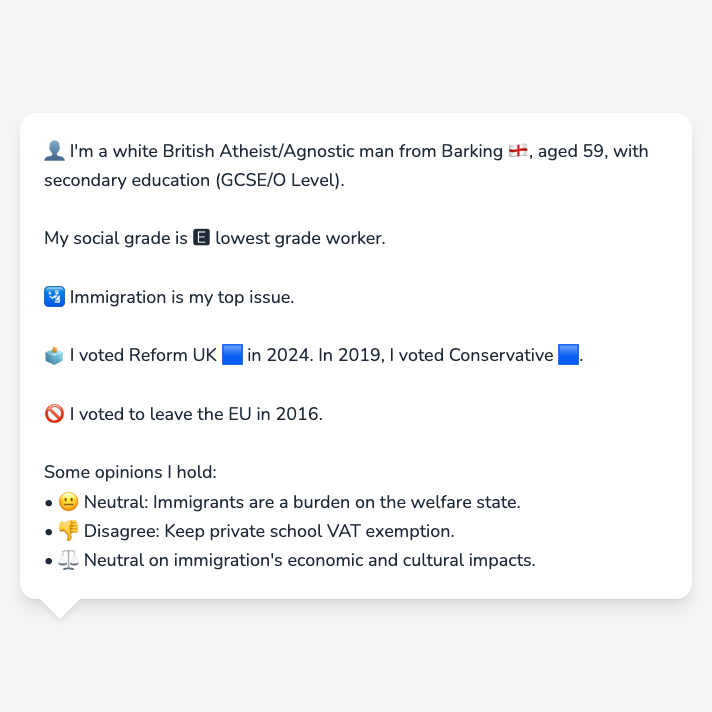 👤 I'm a white British Atheist/Agnostic man from Barking 🏴󠁧󠁢󠁥󠁮󠁧󠁿, aged 59, with
secondary education (GCSE/O Level).
My social grade is 🅴 lowest grade worker.
🛂 Immigration is my top issue.
🗳️ I voted Reform UK 🟦 in 2024. In 2019, I voted Conservative 🟦.
🚫 I voted to leave the EU in 2016.
Some opinions I hold:
• 😐 Neutral: Immigrants are a burden on the welfare state.
• 👎 Disagree: Keep private school VAT exemption.
• ⚖️ Neutral on immigration's economic and cultural impacts.